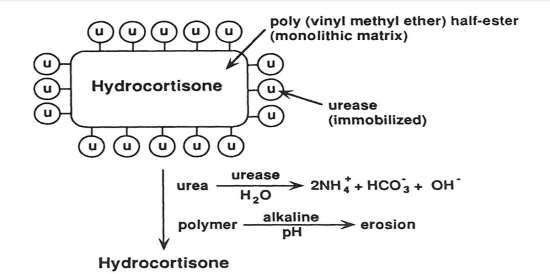 u u u u u
poly (vinyl methyl ether) half-ester
(monolithic matrix)
u u
Hydrocortisone
u u
urease
(immobilized)
u u
u u u u u
urea urease H₂O 2NH₄⁺ + HCO₃⁻ + OH⁻
polymer alkaline pH erosion
Hydrocortisone